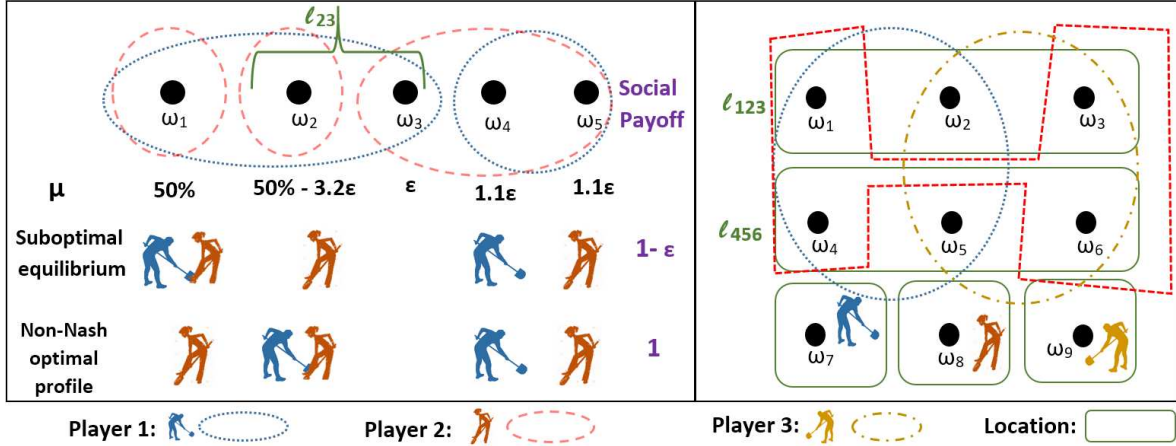 ℓ23
Social
Payoff
ω1 ω2 ω3 ω4 ω5
μ 50% 50% - 3.2ε ε 1.1ε 1.1ε
Suboptimal
equilibrium
1- ε
Non-Nash
optimal
profile
1
ℓ123
ω1 ω2 ω3
ℓ456
ω4 ω5 ω6
ω7 ω8 ω9
Player 1: Player 2: Player 3: Location: